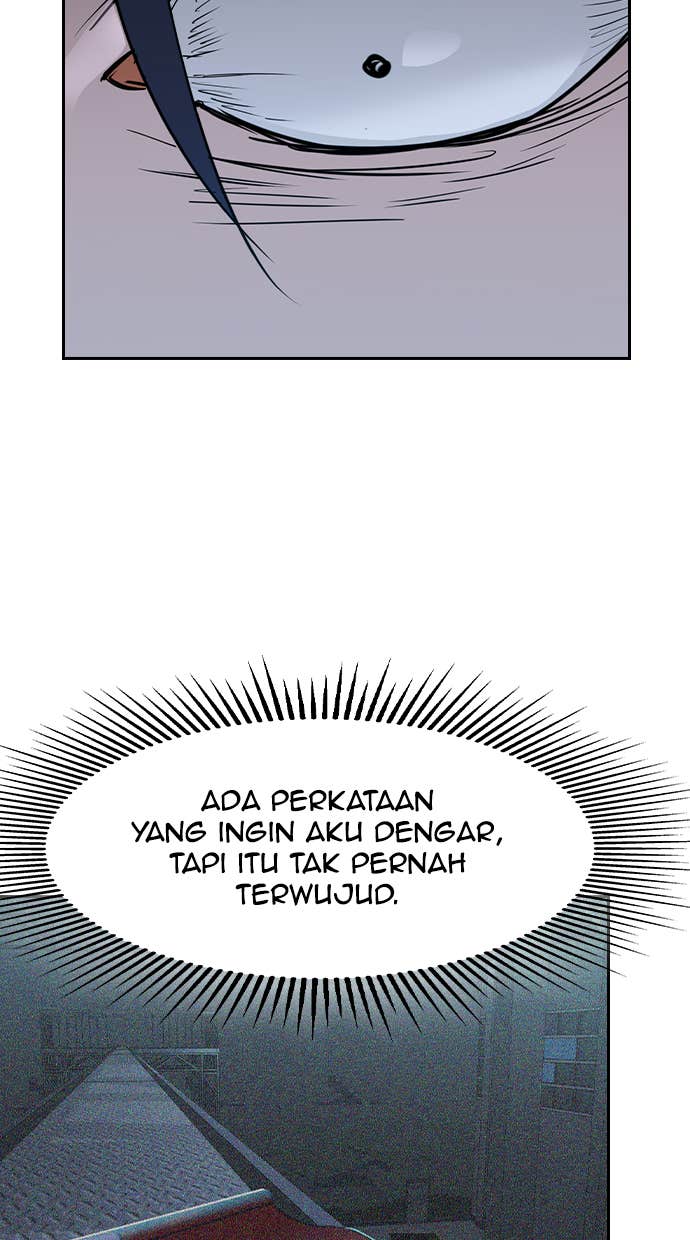 ADA PERKATAAN
YANG INGIN AKU DENGAR,
TAPI ITU TAK PERNAH
TERWUJUD.